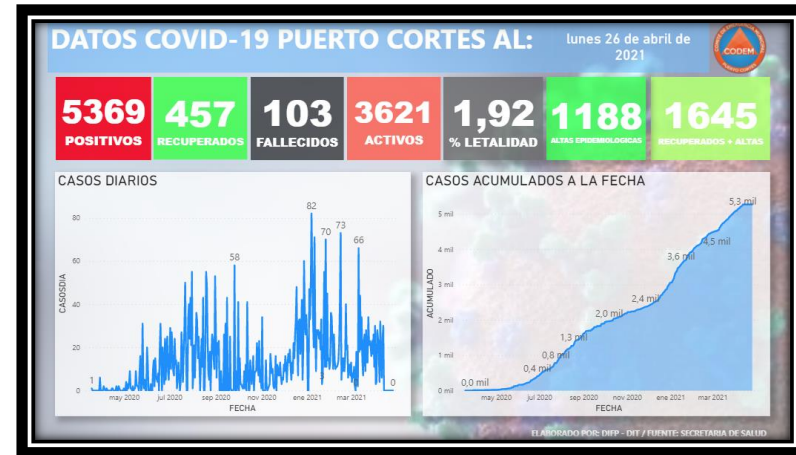 DATOS COVID-19 PUERTO CORTES AL:
lunes 26 de abril de
2021
CODEM
5369
POSITIVOS
457
RECUPERADOS
103
FALLECIDOS
3621
ACTIVOS
1,92
% LETALIDAD
1188
ALTAS EPIDEMIOLOGICAS
1645
RECUPERADOS + ALTAS
CASOS DIARIOS
CASOSDIA
80
60
40
20
0
1
58
82
70
73
66
0
may 2020
jul 2020
sep 2020
nov 2020
ene 2021
mar 2021
FECHA
CASOS ACUMULADOS A LA FECHA
ACUMULADO
5 mil
4 mil
3 mil
2 mil
1 mil
0 mil
0,0 mil
0,4 mil
0,8 mil
1,3 mil
2,0 mil
2,4 mil
3,6 mil
4,5 mil
5,3 mil
may 2020
jul 2020
sep 2020
nov 2020
ene 2021
mar 2021
FECHA
ELABORADO POR: DIFP - DIT / FUENTE: SECRETARIA DE SALUD